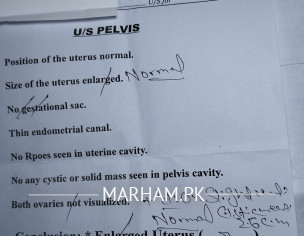 U/S PELVIS
Position of the uterus normal.
Size of the uterus enlarged. Normal
No gestational sac.
Thin endometrial canal.
No Rpoes seen in uterine cavity.
No any cystic or solid mass seen in pelvis cavity.
MARHAM.PK
Both ovaries not visualized.
Normal
Conclusion: * Enlarged Uterus (